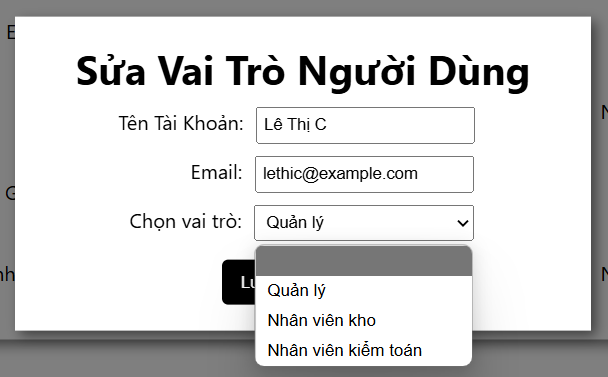 Sửa Vai Trò Người Dùng
Tên Tài Khoản: Lê Thị C
Email: lethic@example.com
Chọn vai trò: Quản lý
Quản lý
Nhân viên kho
Nhân viên kiểm toán